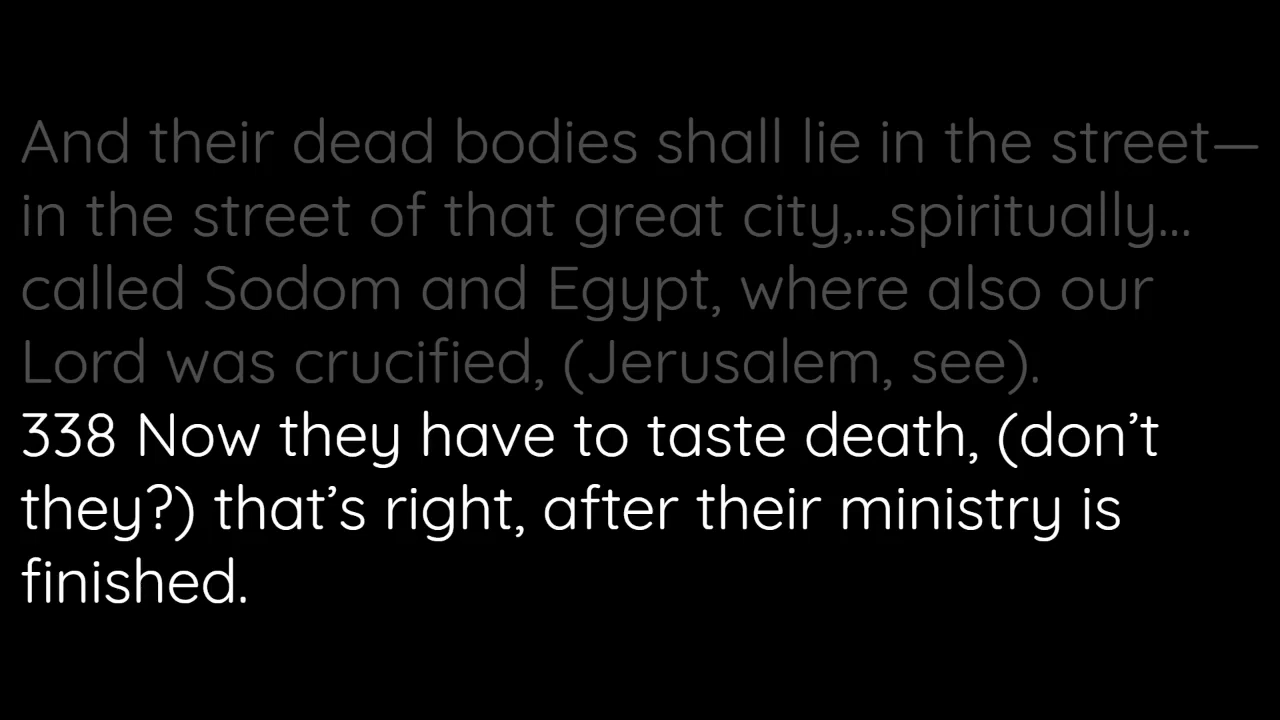 And their dead bodies shall lie in the street—
in the street of that great city,...spiritually...
called Sodom and Egypt, where also our
Lord was crucified, (Jerusalem, see).
338 Now they have to taste death, (don’t
they?) that’s right, after their ministry is
finished.